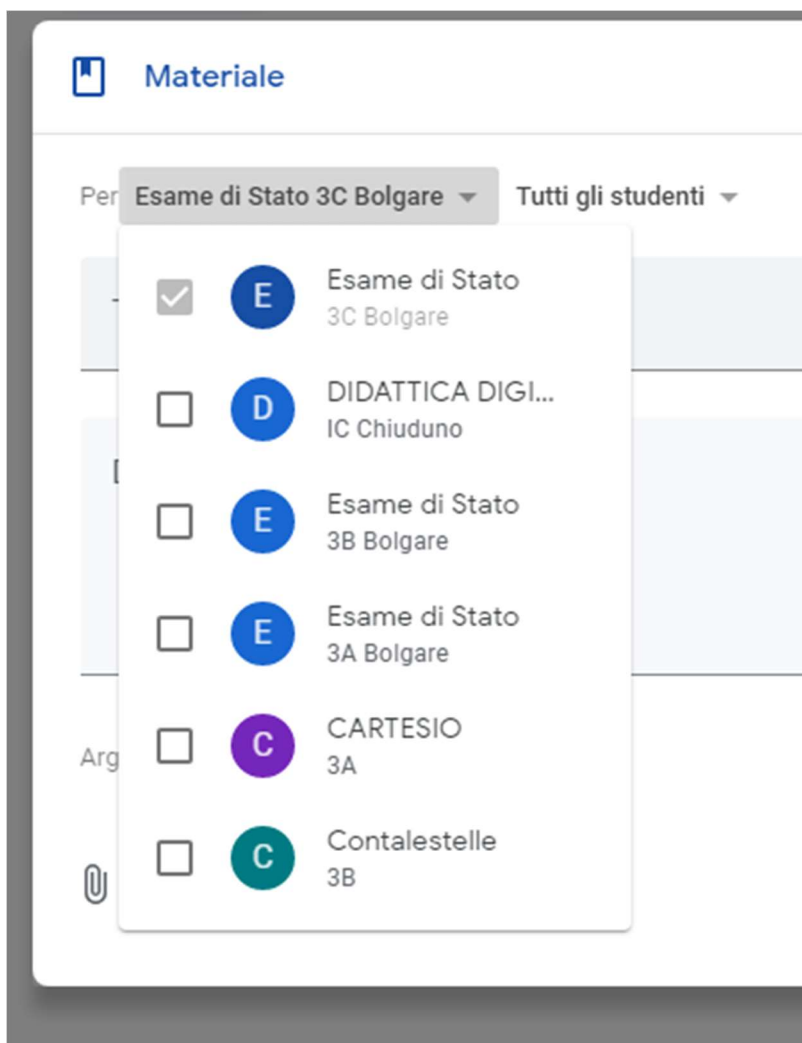 Materiale
Per Esame di Stato 3C Bolgare Tutti gli studenti
E Esame di Stato
3C Bolgare
D DIDATTICA DIGI...
IC Chiuduno
E Esame di Stato
3B Bolgare
E Esame di Stato
3A Bolgare
C CARTESIO
3A
Arg
C Contalestelle
3B